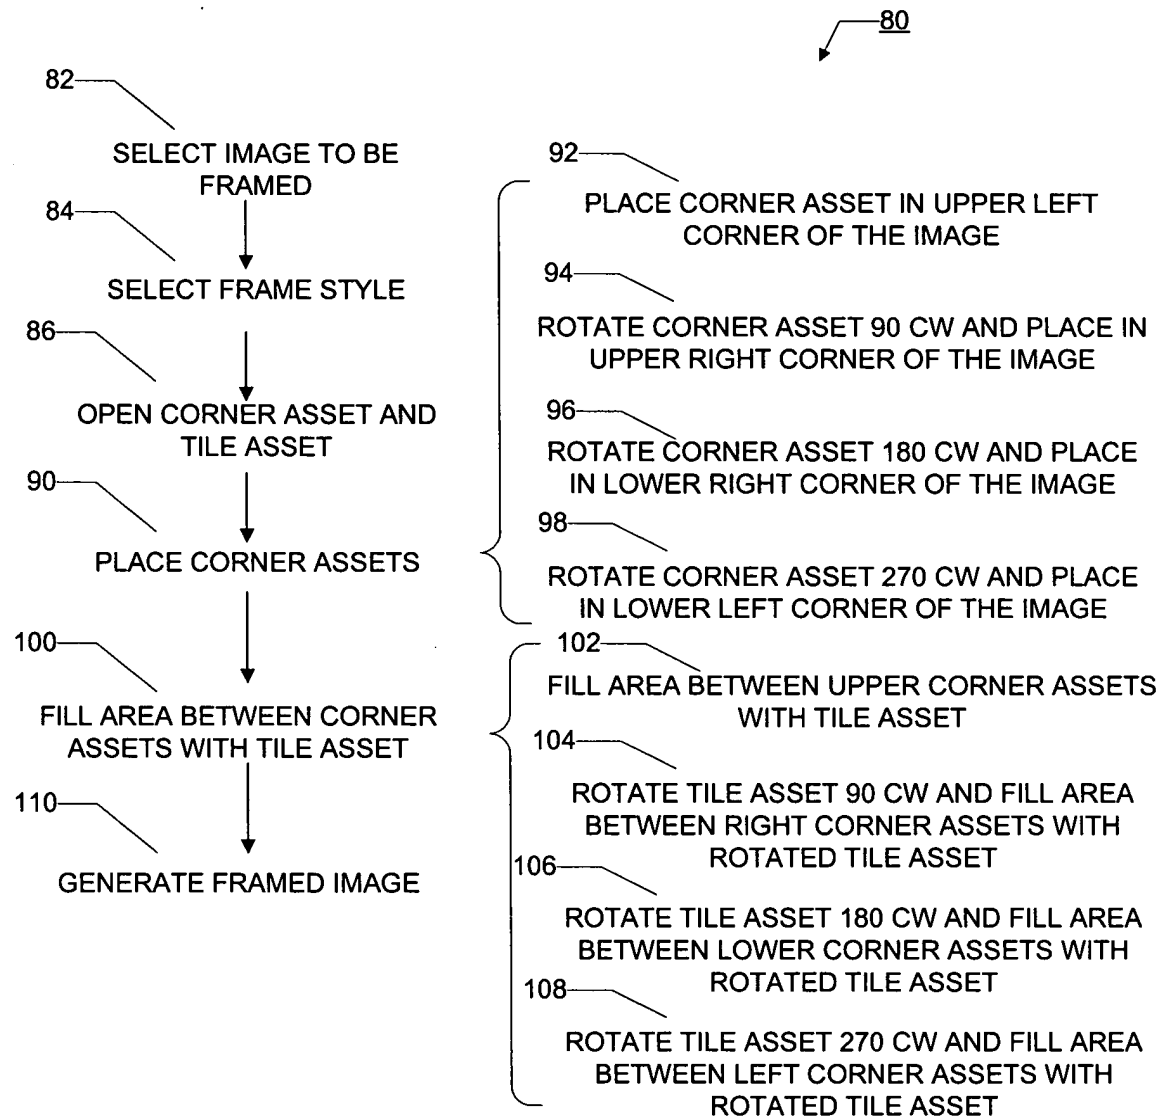 80
82
SELECT IMAGE TO BE
FRAMED
84
SELECT FRAME STYLE
86
OPEN CORNER ASSET AND
TILE ASSET
90
PLACE CORNER ASSETS
100
FILL AREA BETWEEN CORNER
ASSETS WITH TILE ASSET
110
GENERATE FRAMED IMAGE
92
PLACE CORNER ASSET IN UPPER LEFT
CORNER OF THE IMAGE
94
ROTATE CORNER ASSET 90 CW AND PLACE IN
UPPER RIGHT CORNER OF THE IMAGE
96
ROTATE CORNER ASSET 180 CW AND PLACE
IN LOWER RIGHT CORNER OF THE IMAGE
98
ROTATE CORNER ASSET 270 CW AND PLACE
IN LOWER LEFT CORNER OF THE IMAGE
102
FILL AREA BETWEEN UPPER CORNER ASSETS
WITH TILE ASSET
104
ROTATE TILE ASSET 90 CW AND FILL AREA
BETWEEN RIGHT CORNER ASSETS WITH
ROTATED TILE ASSET
106
ROTATE TILE ASSET 180 CW AND FILL AREA
BETWEEN LOWER CORNER ASSETS WITH
ROTATED TILE ASSET
108
ROTATE TILE ASSET 270 CW AND FILL AREA
BETWEEN LEFT CORNER ASSETS WITH
ROTATED TILE ASSET